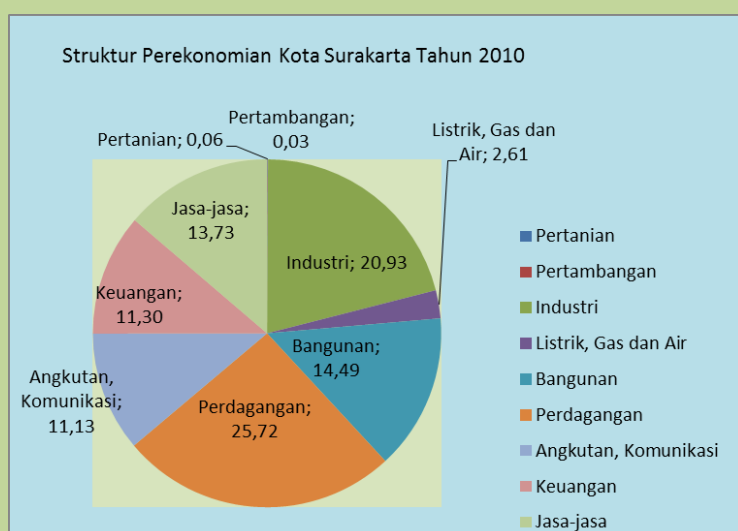 Struktur Perekonomian Kota Surakarta Tahun 2010
Pertambangan;
0,03
Pertanian; 0,06
Listrik, Gas dan
Air; 2,61
Jasa-jasa;
13,73
Industri; 20,93
Keuangan;
11,30
Bangunan;
14,49
Angkutan,
Komunikasi;
11,13
Perdagangan;
25,72
Pertanian
Pertambangan
Industri
Listrik, Gas dan Air
Bangunan
Perdagangan
Angkutan, Komunikasi
Keuangan
Jasa-jasa